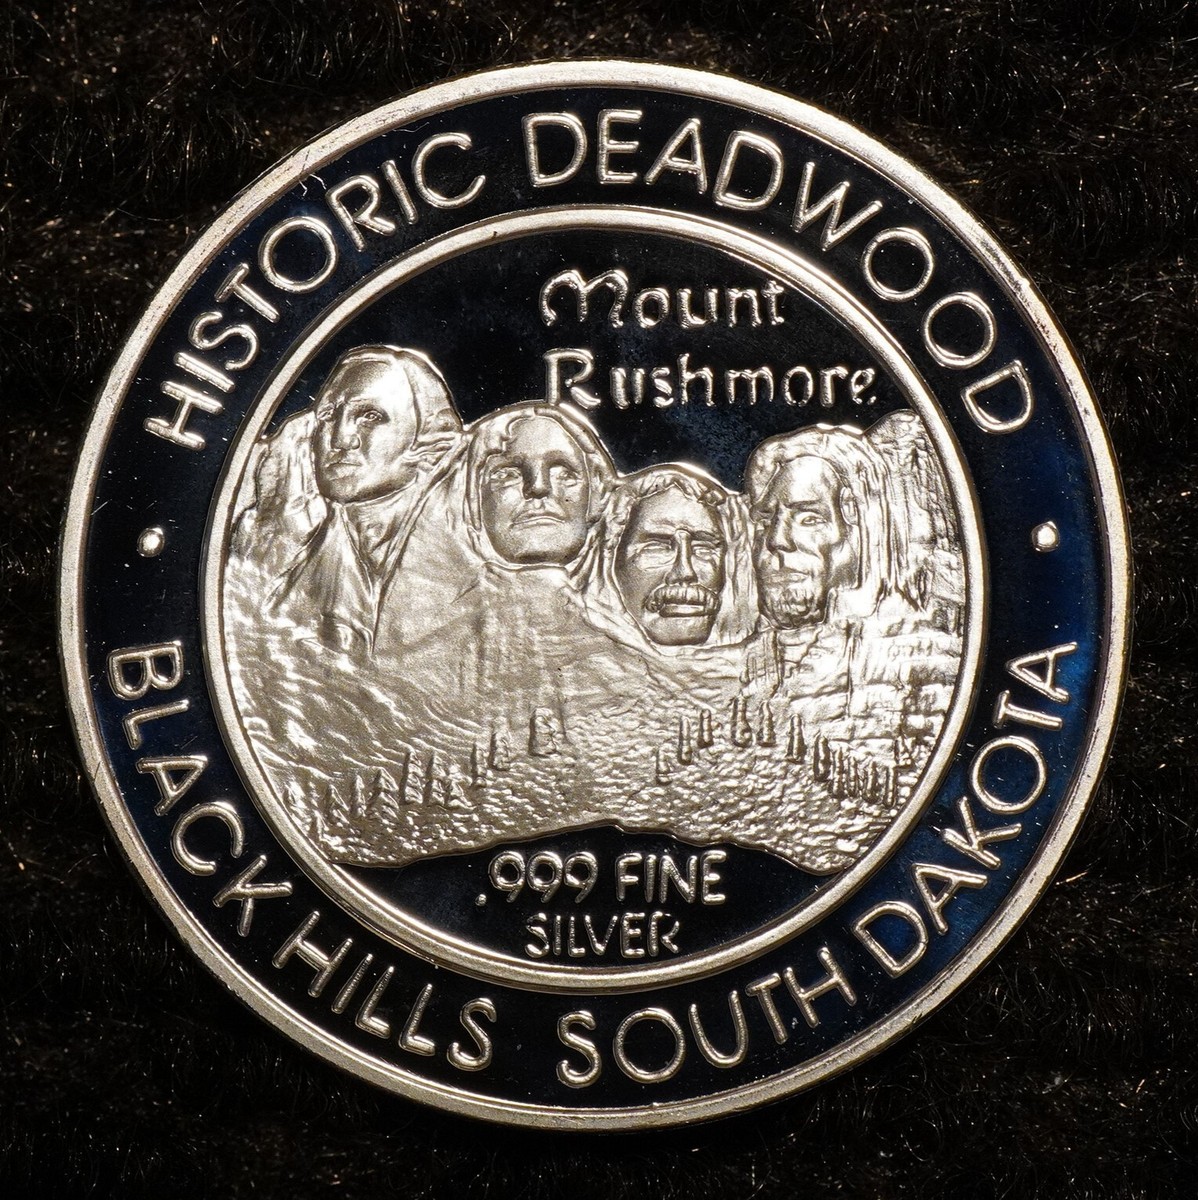 HISTORIC DEADWOOD
Mount
Rushmore
.999 FINE
SILVER
BLACK HILLS SOUTH DAKOTA